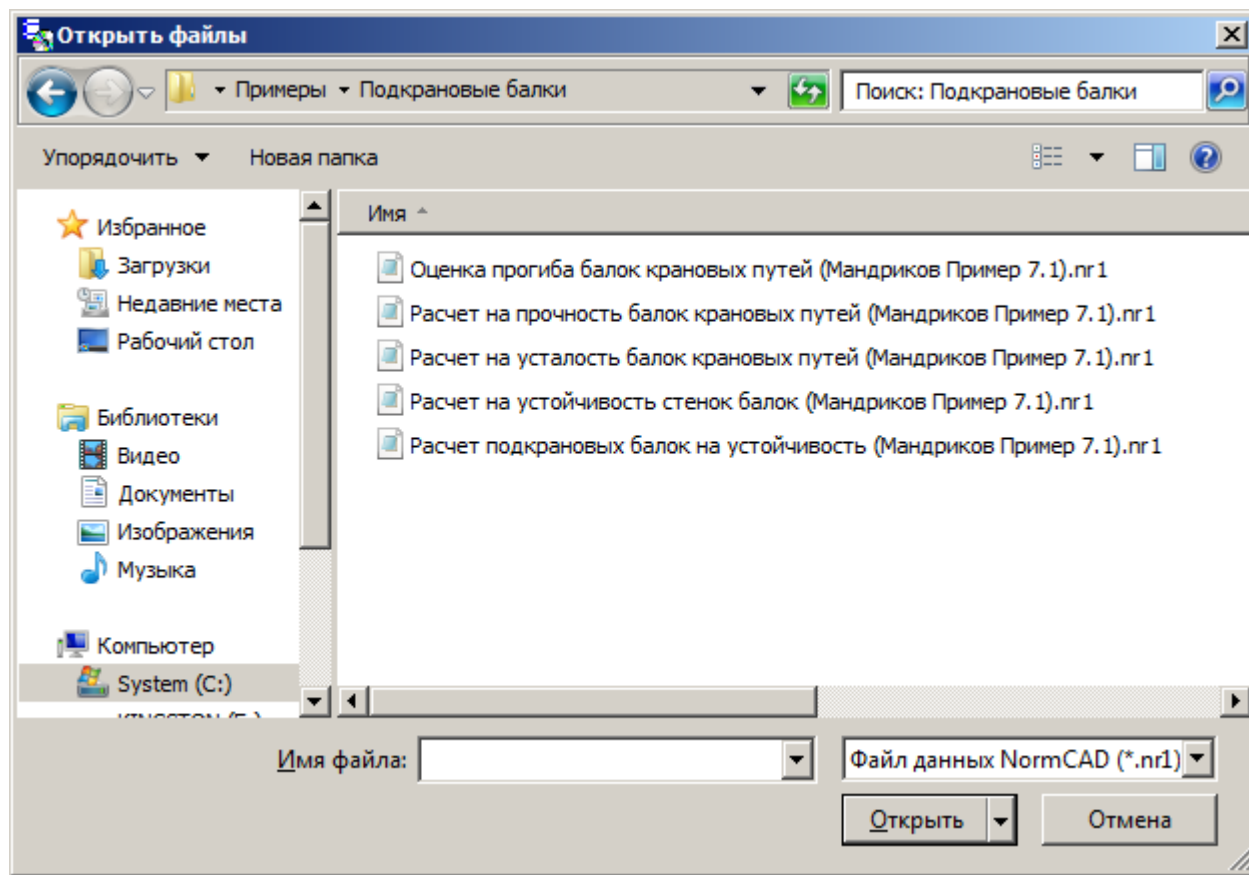 Открыть файлы
Примеры Подкрановые балки
Поиск: Подкрановые балки
Упорядочить Новая папка
Имя
Избранное
Загрузки
Недавние места
Рабочий стол
Библиотеки
Видео
Документы
Изображения
Музыка
Компьютер
System (C:)
Оценка прогиба балок крановых путей (Мандриков Пример 7.1).nr1
Расчет на прочность балок крановых путей (Мандриков Пример 7.1).nr1
Расчет на усталость балок крановых путей (Мандриков Пример 7.1).nr1
Расчет на устойчивость стенок балок (Мандриков Пример 7.1).nr1
Расчет подкрановых балок на устойчивость (Мандриков Пример 7.1).nr1
Имя файла:
Файл данных NormCAD (*.nr1)
Открыть
Отмена